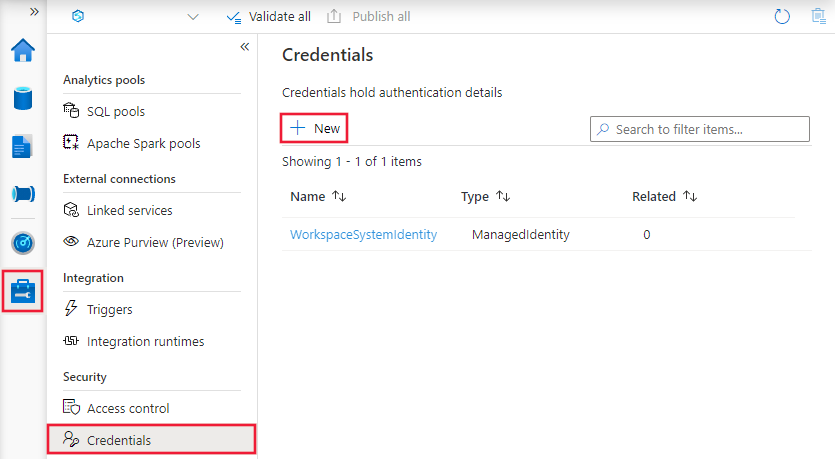 Validate all
Publish all
Analytics pools
SQL pools
Apache Spark pools
External connections
Linked services
Azure Purview (Preview)
Integration
Triggers
Integration runtimes
Security
Access control
Credentials
Credentials
Credentials hold authentication details
New
Search to filter items...
Showing 1 - 1 of 1 items
Name Type Related
WorkspaceSystemIdentity ManagedIdentity 0